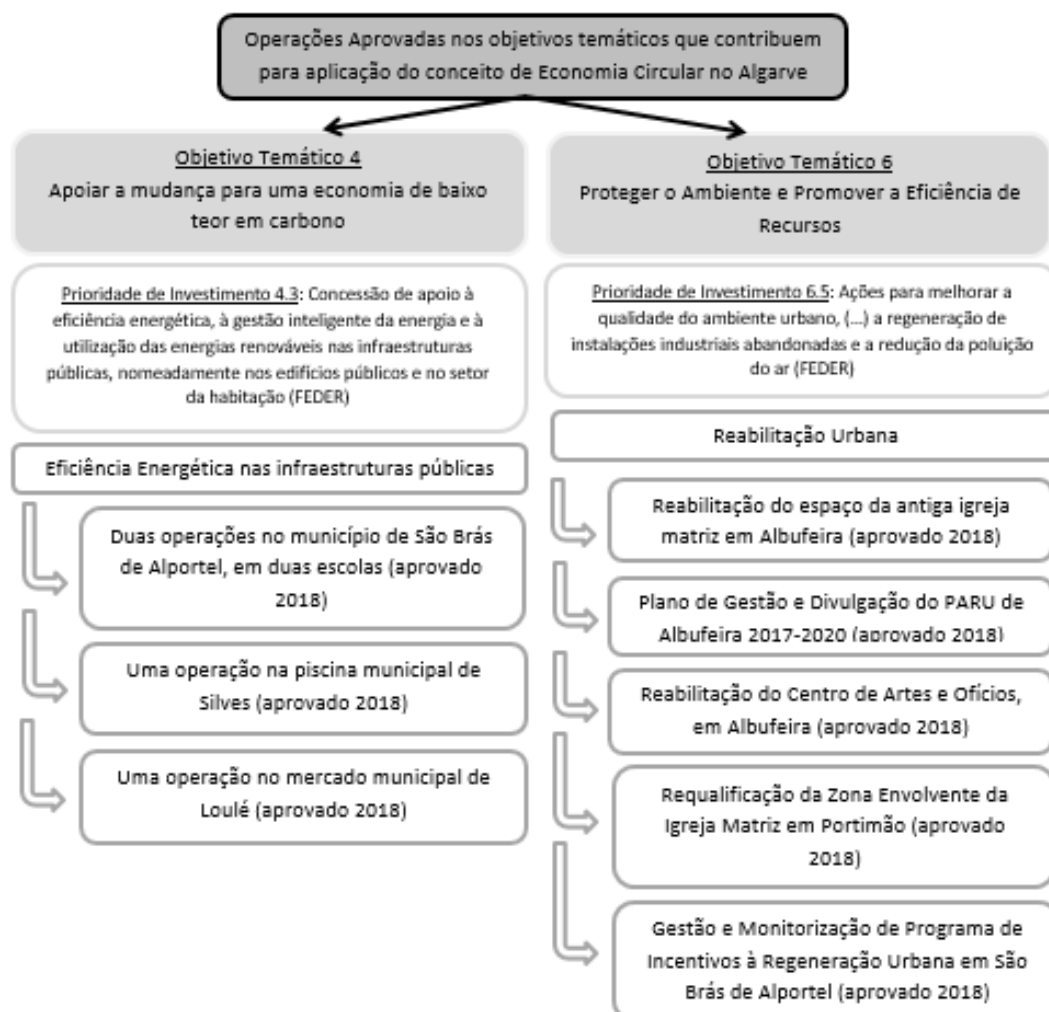 Operações Aprovadas nos objetivos temáticos que contribuem
para aplicação do conceito de Economia Circular no Algarve
Objetivo Temático 4
Apoiar a mudança para uma economia de baixo
teor em carbono
Prioridade de Investimento 4.3: Concessão de apoio à
eficiência energética, à gestão inteligente da energia e à
utilização das energias renováveis nas infraestruturas
públicas, nomeadamente nos edifícios públicos e no setor
da habitação (FEDER)
Eficiência Energética nas infraestruturas públicas
Duas operações no município de São Brás
de Alportel, em duas escolas (aprovado
2018)
Uma operação na piscina municipal de
Silves (aprovado 2018)
Uma operação no mercado municipal de
Loulé (aprovado 2018)
Objetivo Temático 6
Proteger o Ambiente e Promover a Eficiência de
Recursos
Prioridade de Investimento 6.5: Ações para melhorar a
qualidade do ambiente urbano, (...) a regeneração de
instalações industriais abandonadas e a redução da poluição
do ar (FEDER)
Reabilitação Urbana
Reabilitação do espaço da antiga igreja
matriz em Albufeira (aprovado 2018)
Plano de Gestão e Divulgação do PARU de
Albufeira 2017-2020 (aprovado 2018)
Reabilitação do Centro de Artes e Ofícios,
em Albufeira (aprovado 2018)
Requalificação da Zona Envolvente da
Igreja Matriz em Portimão (aprovado
2018)
Gestão e Monitorização de Programa de
Incentivos à Regeneração Urbana em São
Brás de Alportel (aprovado 2018)